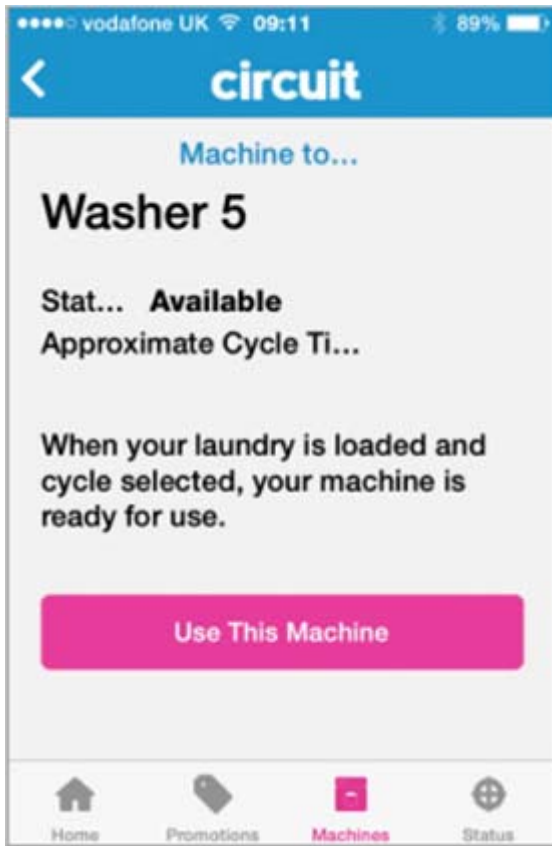 vodafone UK 09:11 89%
circuit
Machine to...
Washer 5
Stat... Available
Approximate Cycle Ti...
When your laundry is loaded and
cycle selected, your machine is
ready for use.
Use This Machine
Home Promotions Machines Status